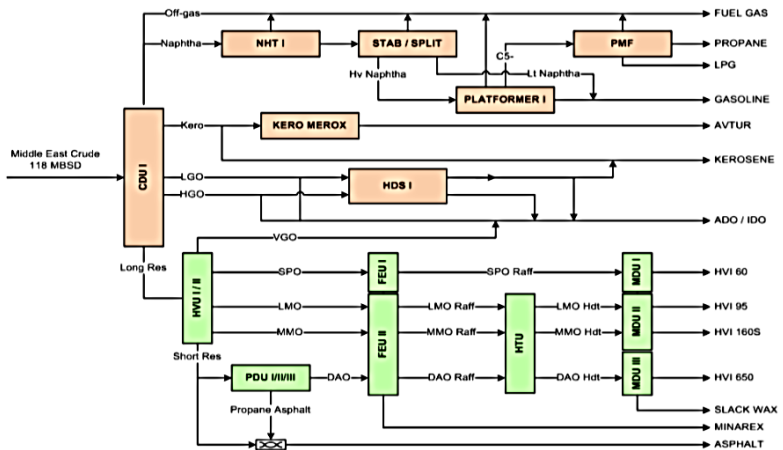 Off-gas
FUEL GAS
Naphtha
NHT I
STAB / SPLIT
PMF
PROPANE
C5-
LPG
Hv Naphtha
Lt Naphtha
PLATFORMER I
GASOLINE
Kero
KERO MEROX
AVTUR
Middle East Crude
118 MBSD
CDU I
KEROSENE
LGO
HDS I
HGO
ADO / IDO
VGO
Long Res
HVU I / II
SPO
FEU I
SPO Raff
MDU I
HVI 60
LMO
FEU II
LMO Raff
HTU
LMO Hdt
MDU II
HVI 95
MMO
MMO Raff
MMO Hdt
HVI 160S
Short Res
PDU I/II/III
DAO
DAO Raff
DAO Hdt
MDU III
HVI 650
Propane Asphalt
SLACK WAX
MINAREX
ASPHALT